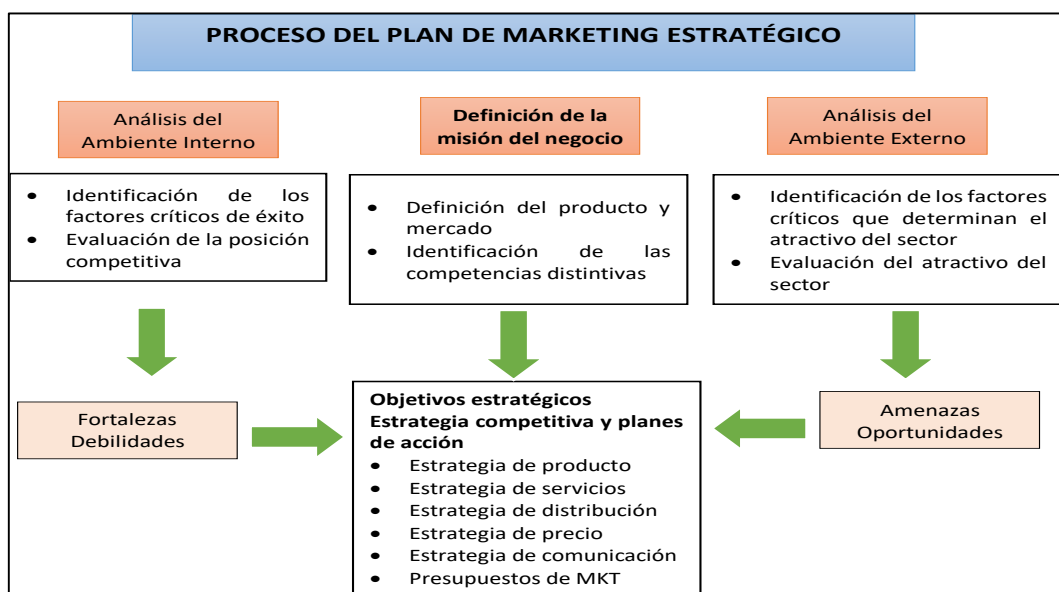 PROCESO DEL PLAN DE MARKETING ESTRATÉGICO
Análisis del
Ambiente Interno
Definición de la
misión del negocio
Análisis del
Ambiente Externo
• Identificación de los
factores críticos de éxito
• Evaluación de la posición
competitiva
• Definición del producto y
mercado
• Identificación de las
competencias distintivas
• Identificación de los factores
críticos que determinan el
atractivo del sector
• Evaluación del atractivo del
sector
Fortalezas
Debilidades
Objetivos estratégicos
Estrategia competitiva y planes
de acción
• Estrategia de producto
• Estrategia de servicios
• Estrategia de distribución
• Estrategia de precio
• Estrategia de comunicación
• Presupuestos de MKT
Amenazas
Oportunidades